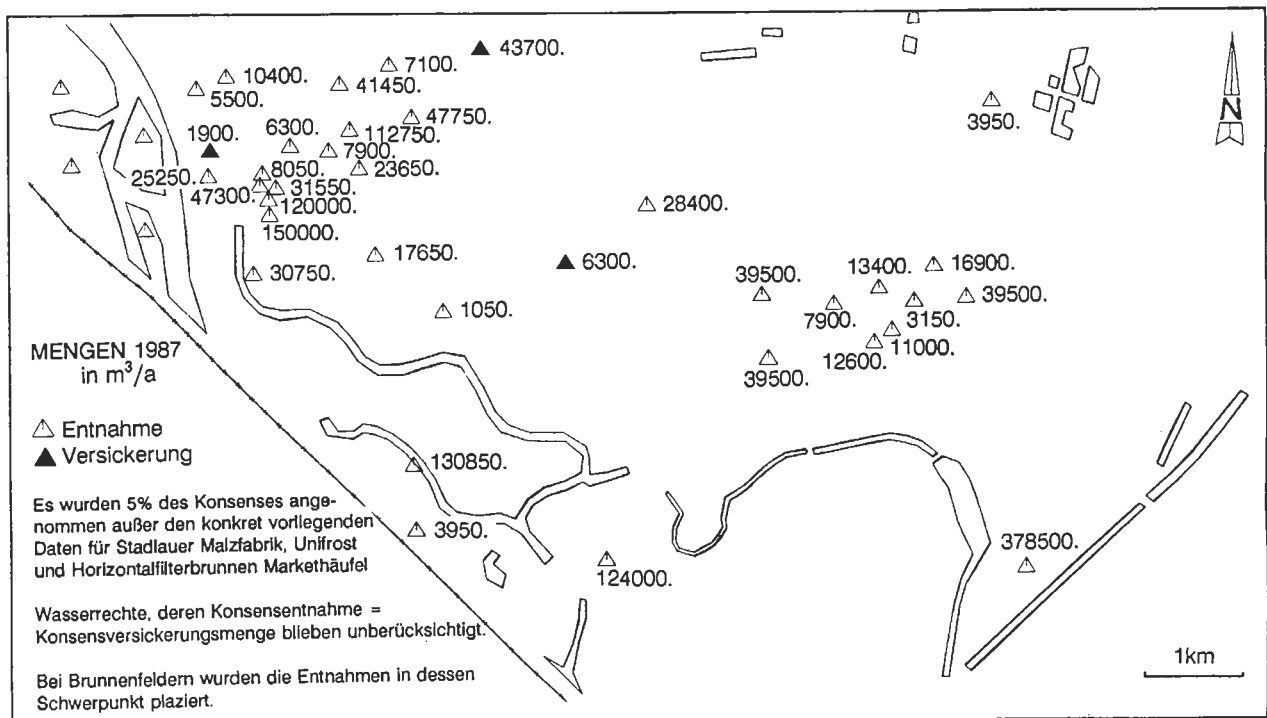 43700.
7100.
10400.
41450.
5500.
47750.
3950.
N
1900.
6300.
112750.
7900.
8050.
23650.
25250.
31550.
47300.
120000.
28400.
150000.
17650.
6300.
16900.
13400.
30750.
39500.
39500.
1050.
7900.
3150.
11000.
12600.
39500.
MENGEN 1987
in m³/a
Entnahme
Versickerung
130850.
Es wurden 5% des Konsenses ange-
nommen außer den konkret vorliegenden
Daten für Stadlauer Malzfabrik, Unifrost
und Horizontalfilterbrunnen Markethäufel
3950.
378500.
124000.
Wasserrechte, deren Konsensentnahme =
Konsensversickerungsmenge blieben unberücksichtigt.
1km
Bei Brunnenfeldern wurden die Entnahmen in dessen
Schwerpunkt plaziert.